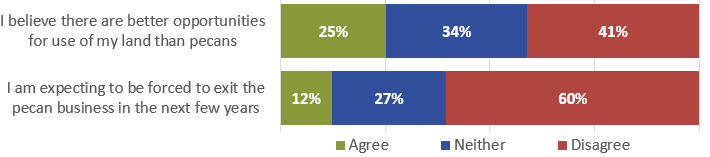 I believe there are better opportunities
for use of my land than pecans
25% 34% 41%
I am expecting to be forced to exit the
pecan business in the next few years
12% 27% 60%
Agree Neither Disagree